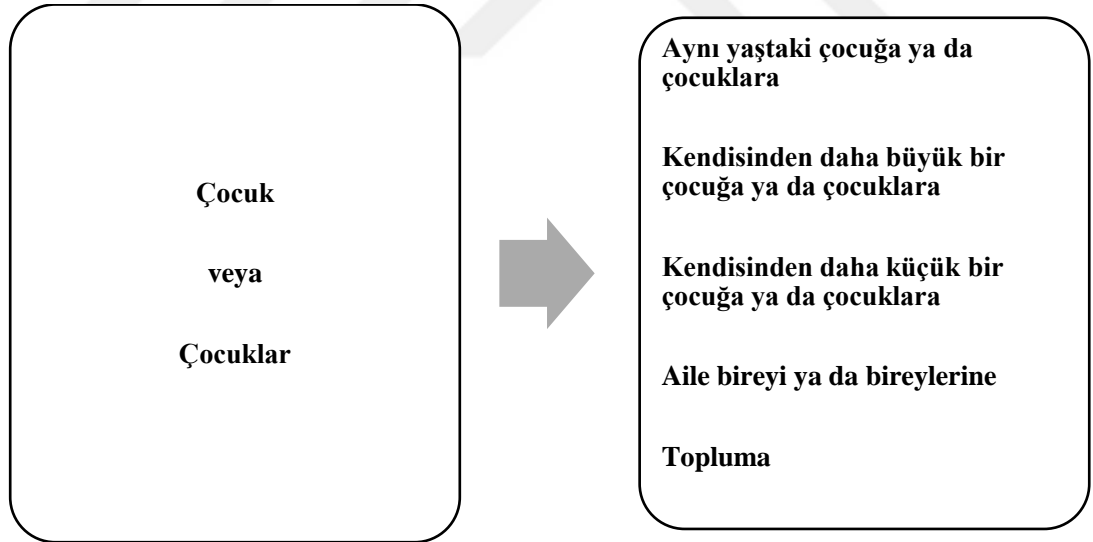 Çocuk
veya
Çocuklar
Aynı yaştaki çocuğa ya da
çocuklara
Kendisinden daha büyük bir
çocuğa ya da çocuklara
Kendisinden daha küçük bir
çocuğa ya da çocuklara
Aile bireyi ya da bireylerine
Topluma